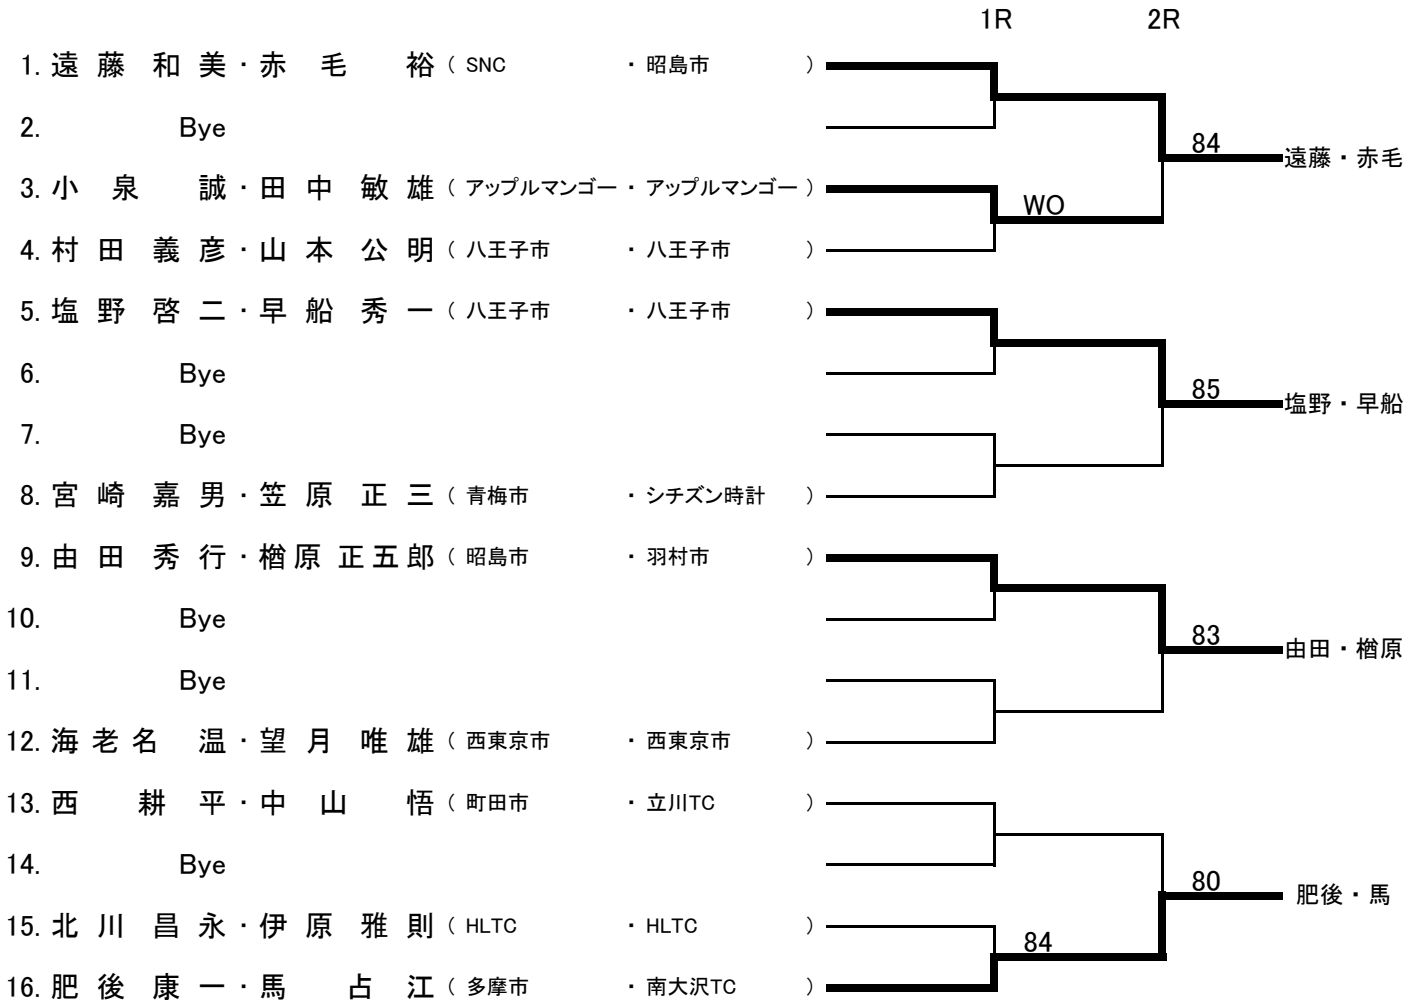 1R 2R
1. 遠藤 和美・赤毛 裕 ( SNC ・ 昭島市 )
2. Bye
84 遠藤・赤毛
3. 小泉 誠・田中 敏雄 ( アップルマンゴー ・ アップルマンゴー )
WO
4. 村田 義彦・山本 公明 ( 八王子市 ・ 八王子市 )
5. 塩野 啓二・早船 秀一 ( 八王子市 ・ 八王子市 )
6. Bye
85 塩野・早船
7. Bye
8. 宮崎 嘉男・笠原 正三 ( 青梅市 ・ シチズン時計 )
9. 由田 秀行・楢原 正五郎 ( 昭島市 ・ 羽村市 )
10. Bye
83 由田・楢原
11. Bye
12. 海老名 温・望月 唯雄 ( 西東京市 ・ 西東京市 )
13. 西 耕平・中山 悟 ( 町田市 ・ 立川TC )
14. Bye
80 肥後・馬
15. 北川 昌永・伊原 雅則 ( HLTC ・ HLTC )
84
16. 肥後 康一・馬 占江 ( 多摩市 ・ 南大沢TC )